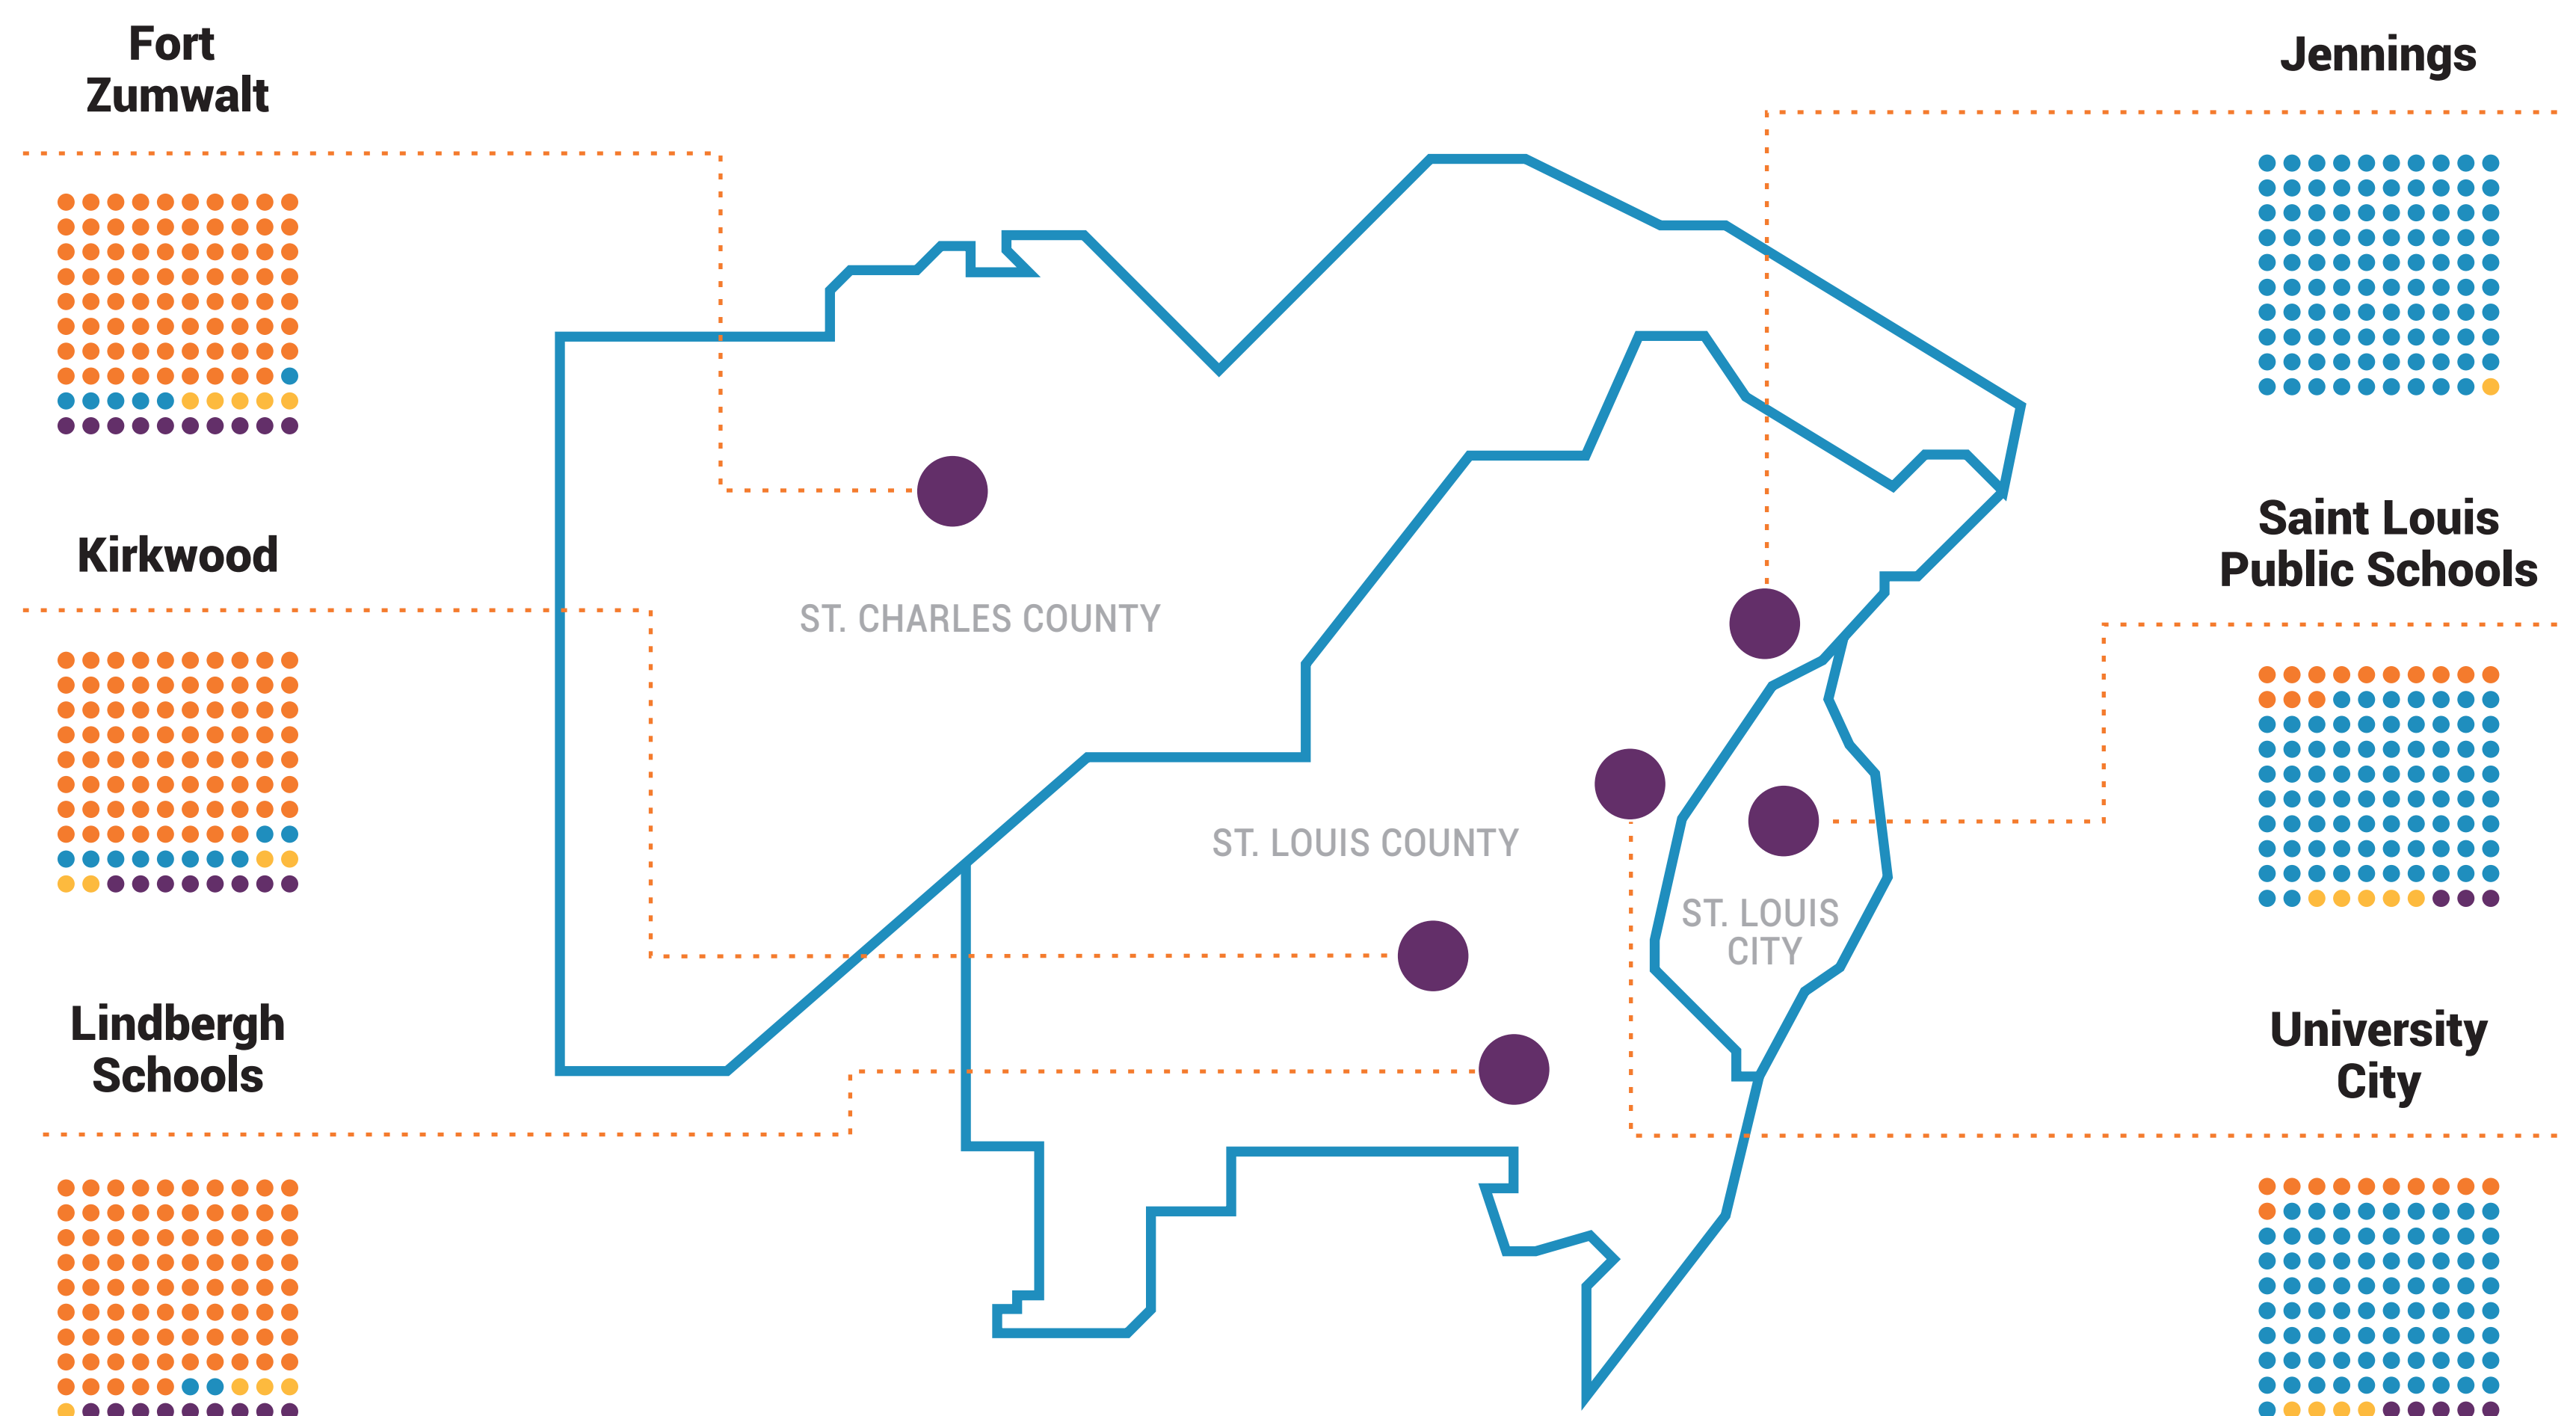 Fort
Zumwalt
Jennings
Kirkwood
Saint Louis
Public Schools
ST. CHARLES COUNTY
ST. LOUIS COUNTY
ST. LOUIS
CITY
Lindbergh
Schools
University
City